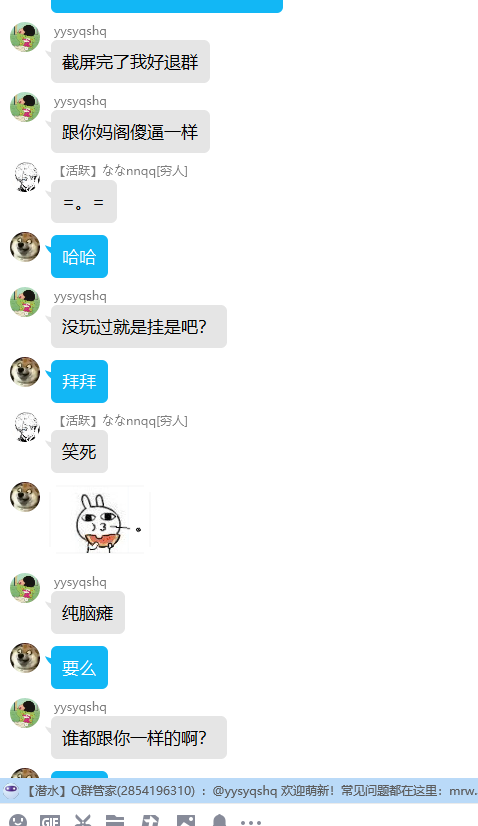 yysyqshq
截屏完了我好退群
yysyqshq
跟你妈阁傻逼一样
【活跃】ななnnqq[穷人]
=。=
哈哈
yysyqshq
没玩过就是挂是吧？
拜拜
【活跃】ななnnqq[穷人]
笑死
yysyqshq
纯脑瘫
要么
yysyqshq
谁都跟你一样的啊？
【潜水】Q群管家(2854196310) ：@yysyqshq 欢迎萌新！常见问题都在这里：mrw.
GIF